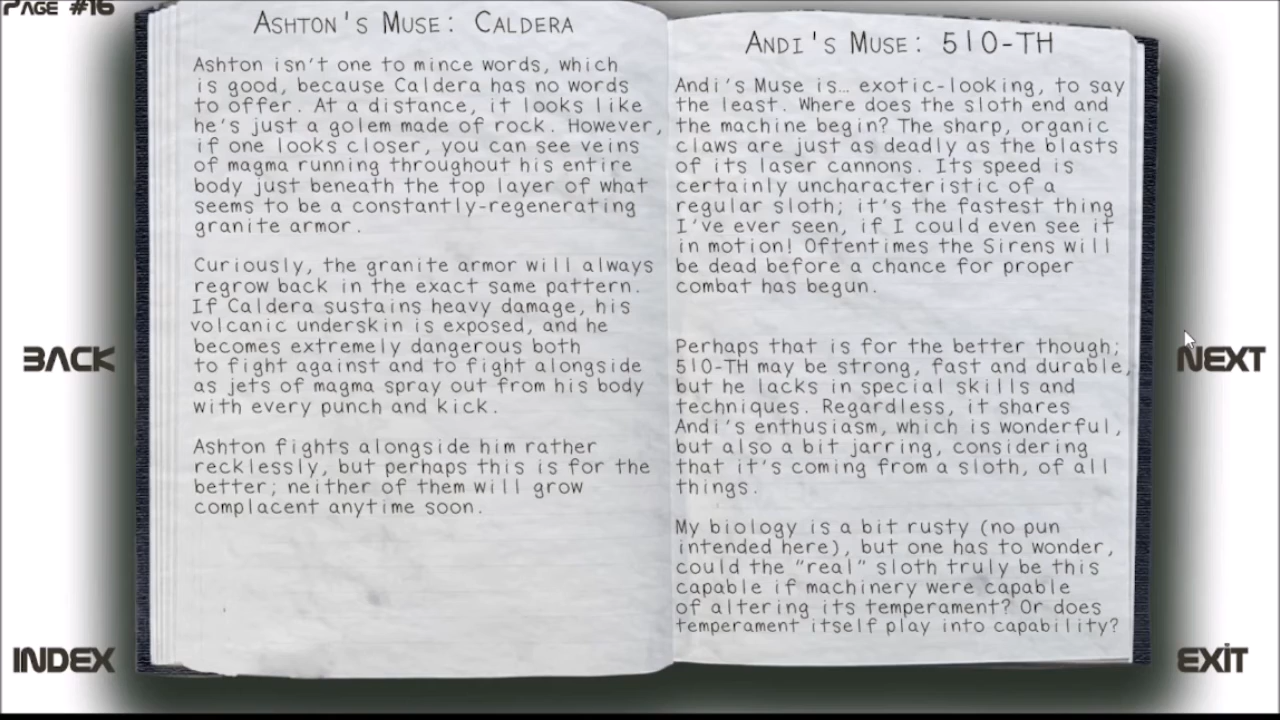 PAGE #16
ASHTON'S MUSE: CALDERA
Ashton isn't one to mince words, which
is good, because Caldera has no words
to offer. At a distance, it looks like
he's just a golem made of rock. However,
if one looks closer, you can see veins
of magma running throughout his entire
body just beneath the top layer of what
seems to be a constantly-regenerating
granite armor.
Curiously, the granite armor will always
regrow back in the exact same pattern.
If Caldera sustains heavy damage, his
volcanic underskin is exposed, and he
becomes extremely dangerous both
to fight against and to fight alongside
as jets of magma spray out from his body
with every punch and kick.
Ashton fights alongside him rather
recklessly, but perhaps this is for the
better; neither of them will grow
complacent anytime soon.
ANDI'S MUSE: 510-TH
Andi's Muse is… exotic-looking, to say
the least. Where does the sloth end and
the machine begin? The sharp, organic
claws are just as deadly as the blasts
of its laser cannons. Its speed is
certainly uncharacteristic of a
regular sloth, it's the fastest thing
I've ever seen, if I could even see it
in motion! Oftentimes the Sirens will
be dead before a chance for proper
combat has begun.
Perhaps that is for the better though;
510-TH may be strong, fast and durable,
but he lacks in special skills and
techniques. Regardless, it shares
Andi's enthusiasm, which is wonderful,
but also a bit jarring, considering
that it's coming from a sloth, of all
things.
My biology is a bit rusty (no pun
intended here), but one has to wonder,
could the "real" sloth truly be this
capable if machinery were capable
of altering its temperament? Or does
temperament itself play into capability?
BACK
NEXT
INDEX
EXIT